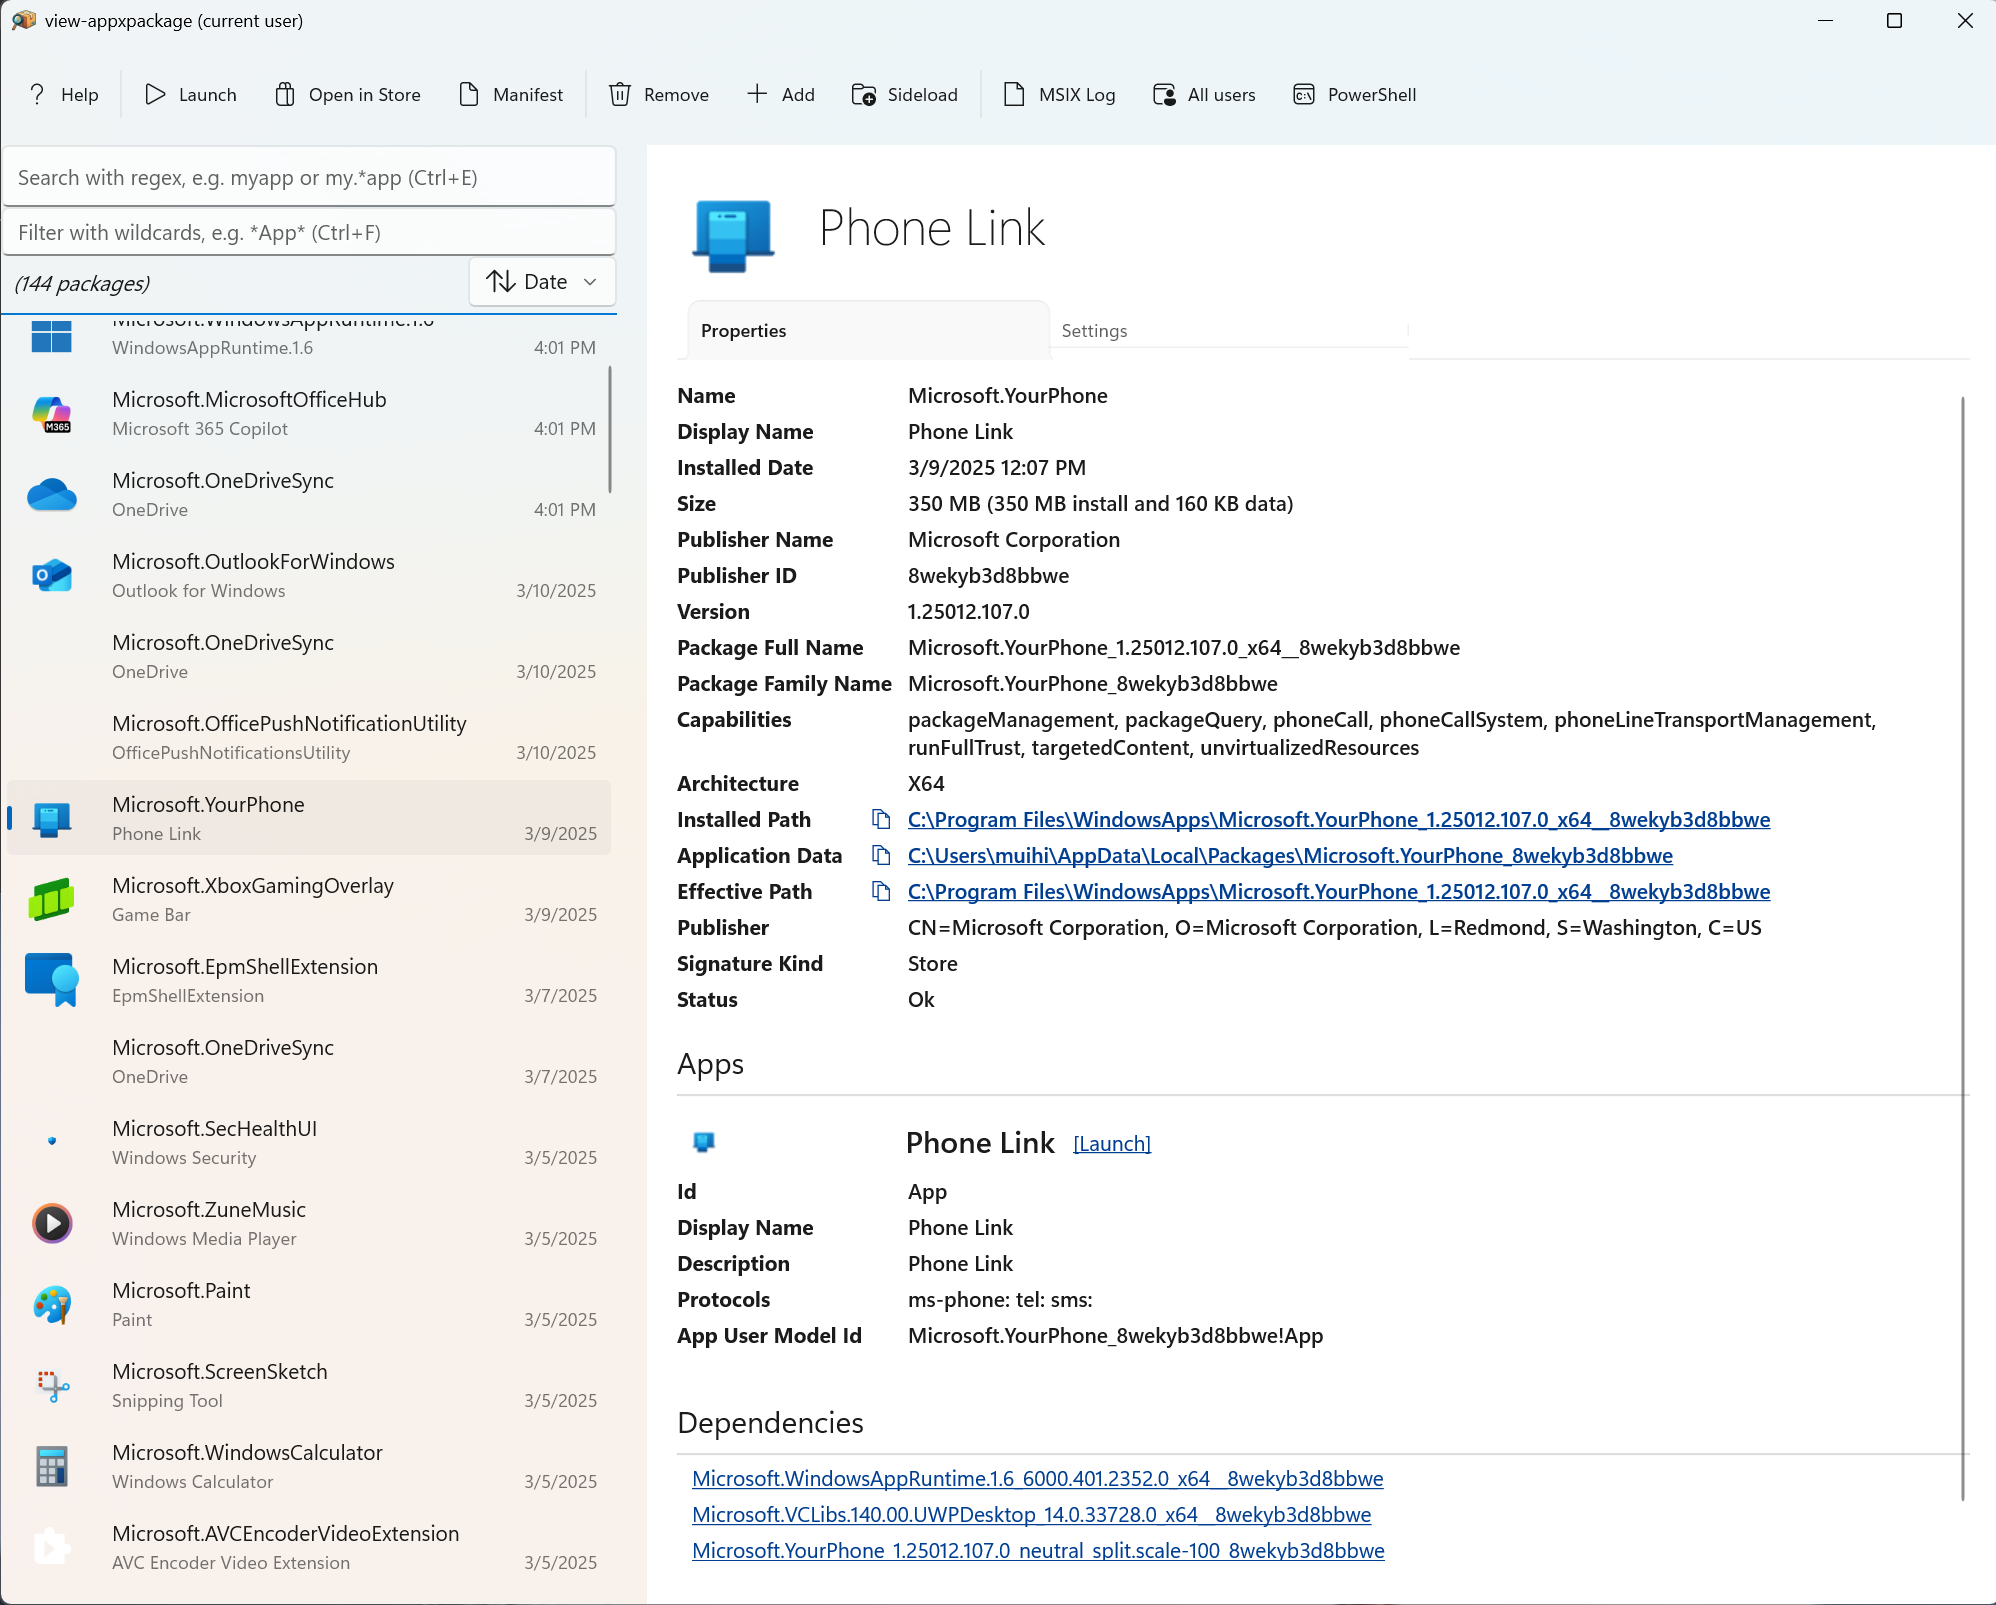 view-appxpackage (current user)
? Help
Launch
Open in Store
Manifest
Remove
Add
Sideload
MSIX Log
All users
PowerShell
Search with regex, e.g. myapp or my.*app (Ctrl+E)
Filter with wildcards, e.g. *App* (Ctrl+F)
(144 packages)
Date
Microsoft.WindowsAppRuntime.1.6
WindowsAppRuntime.1.6 4:01 PM
Microsoft.MicrosoftOfficeHub
M365
Microsoft 365 Copilot 4:01 PM
Microsoft.OneDriveSync
OneDrive 4:01 PM
Microsoft.OutlookForWindows
Outlook for Windows 3/10/2025
Microsoft.OneDriveSync
OneDrive 3/10/2025
Microsoft.OfficePushNotificationUtility
OfficePushNotificationsUtility 3/10/2025
Microsoft.YourPhone
Phone Link 3/9/2025
Microsoft.XboxGamingOverlay
Game Bar 3/9/2025
Microsoft.EpmShellExtension
EpmShellExtension 3/7/2025
Microsoft.OneDriveSync
OneDrive 3/7/2025
Microsoft.SecHealthUI
Windows Security 3/5/2025
Microsoft.ZuneMusic
Windows Media Player 3/5/2025
Microsoft.Paint
Paint 3/5/2025
Microsoft.ScreenSketch
Snipping Tool 3/5/2025
Microsoft.WindowsCalculator
Windows Calculator 3/5/2025
Microsoft.AVCEncoderVideoExtension
AVC Encoder Video Extension 3/5/2025
Phone Link
Properties
Settings
Name Microsoft.YourPhone
Display Name Phone Link
Installed Date 3/9/2025 12:07 PM
Size 350 MB (350 MB install and 160 KB data)
Publisher Name Microsoft Corporation
Publisher ID 8wekyb3d8bbwe
Version 1.25012.107.0
Package Full Name Microsoft.YourPhone_1.25012.107.0_x64__8wekyb3d8bbwe
Package Family Name Microsoft.YourPhone_8wekyb3d8bbwe
Capabilities packageManagement, packageQuery, phoneCall, phoneCallSystem, phoneLineTransportManagement,
runFullTrust, targetedContent, unvirtualizedResources
Architecture X64
Installed Path C:\Program Files\WindowsApps\Microsoft.YourPhone_1.25012.107.0_x64__8wekyb3d8bbwe
Application Data C:\Users\muihi\AppData\Local\Packages\Microsoft.YourPhone_8wekyb3d8bbwe
Effective Path C:\Program Files\WindowsApps\Microsoft.YourPhone_1.25012.107.0_x64__8wekyb3d8bbwe
Publisher CN=Microsoft Corporation, O=Microsoft Corporation, L=Redmond, S=Washington, C=US
Signature Kind Store
Status Ok
Apps
Phone Link [Launch]
Id App
Display Name Phone Link
Description Phone Link
Protocols ms-phone: tel: sms:
App User Model Id Microsoft.YourPhone_8wekyb3d8bbwe!App
Dependencies
Microsoft.WindowsAppRuntime.1.6_6000.401.2352.0_x64__8wekyb3d8bbwe
Microsoft.VCLibs.140.00.UWPDesktop_14.0.33728.0_x64__8wekyb3d8bbwe
Microsoft.YourPhone_1.25012.107.0_neutral_split.scale-100_8wekyb3d8bbwe